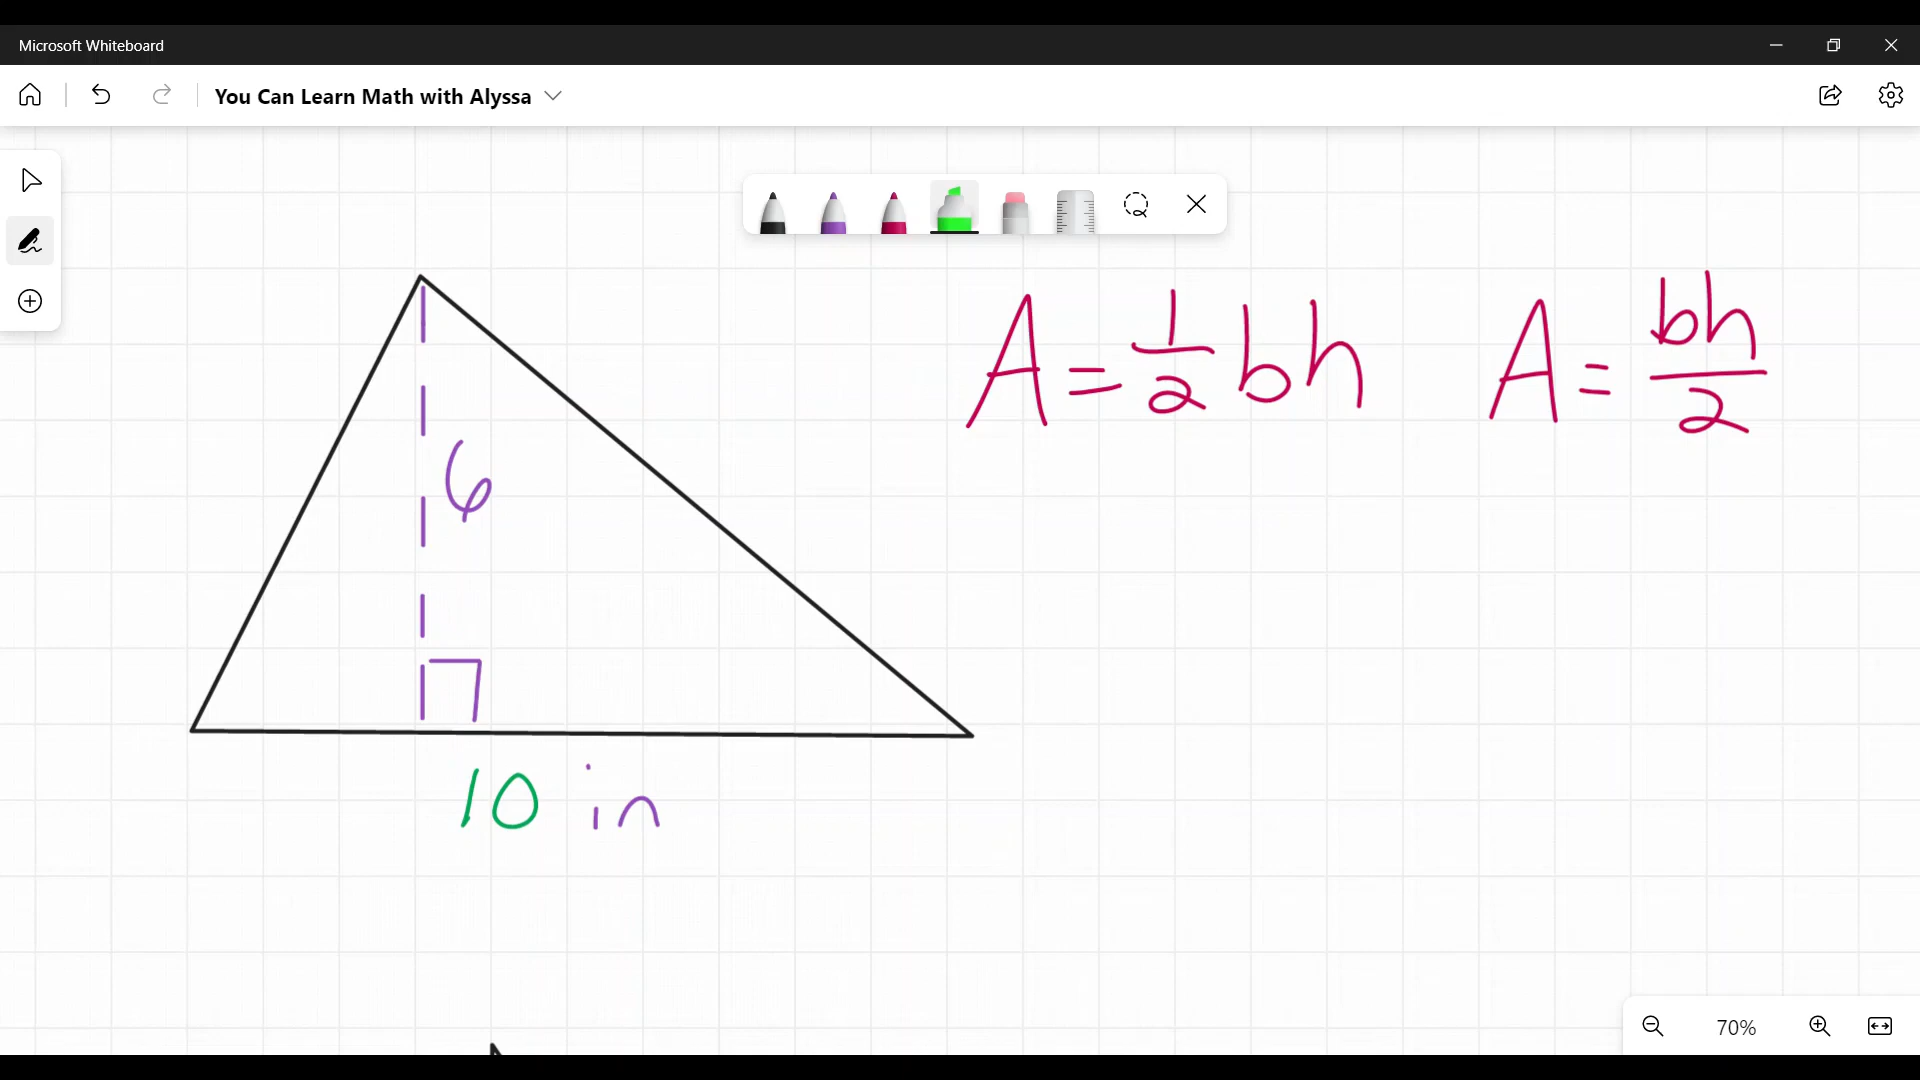 Microsoft Whiteboard
You Can Learn Math with Alyssa
A = 1/2 bh
A = bh/2
6
10 in
70%